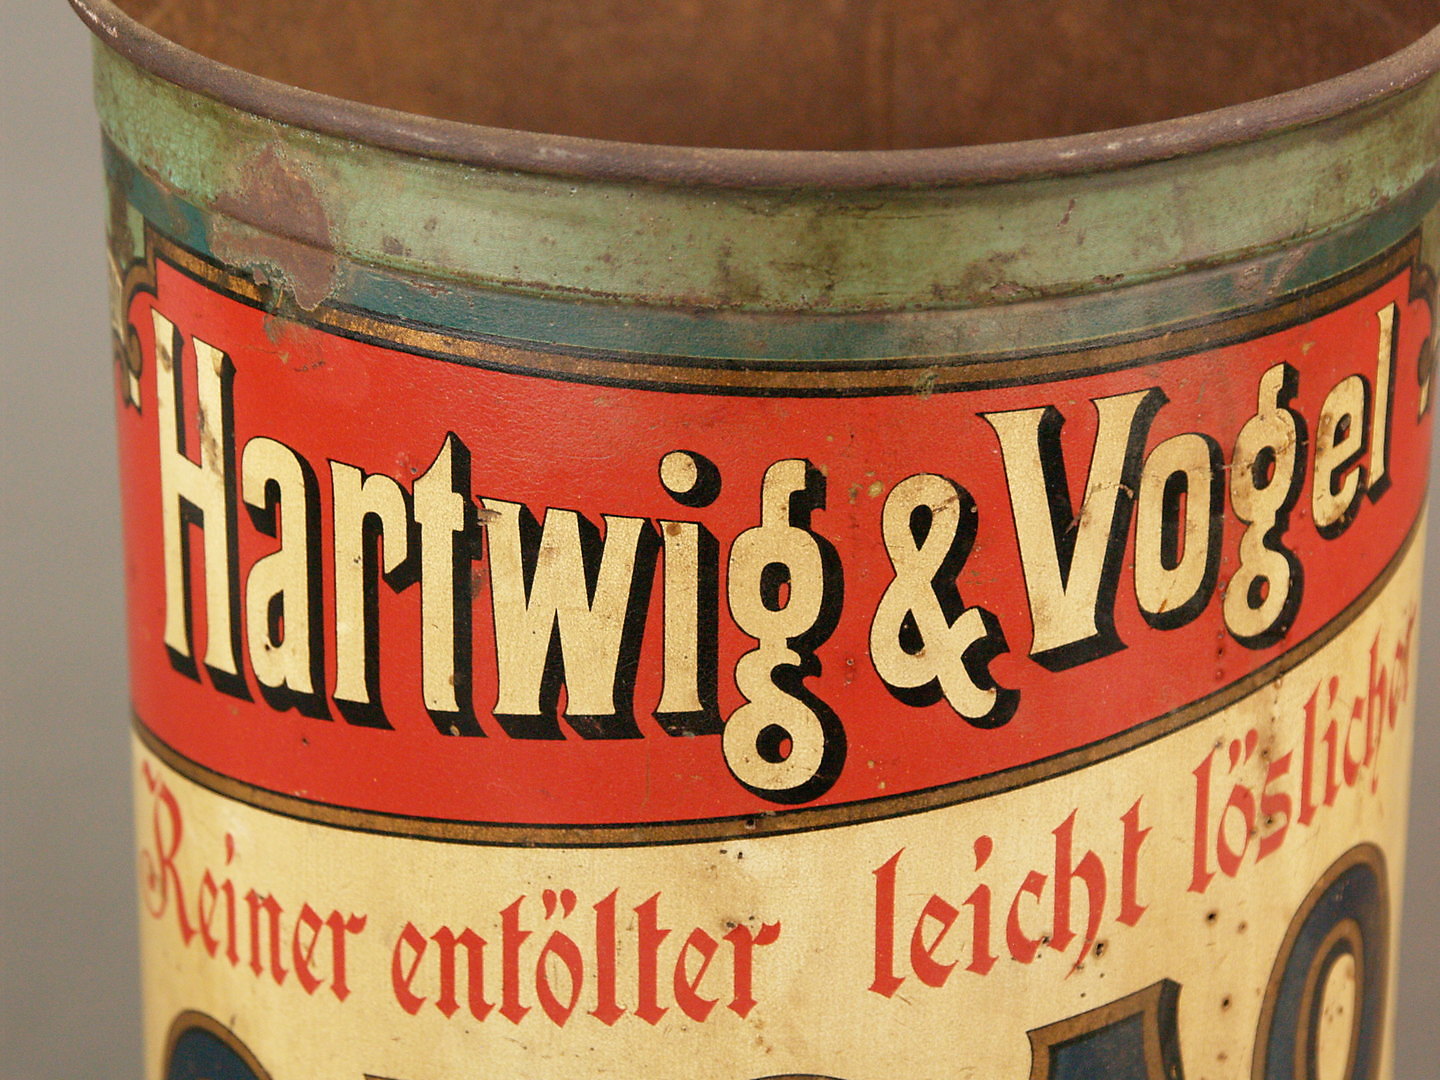 Hartwig & Vogel
Reiner entölter leicht löslicher